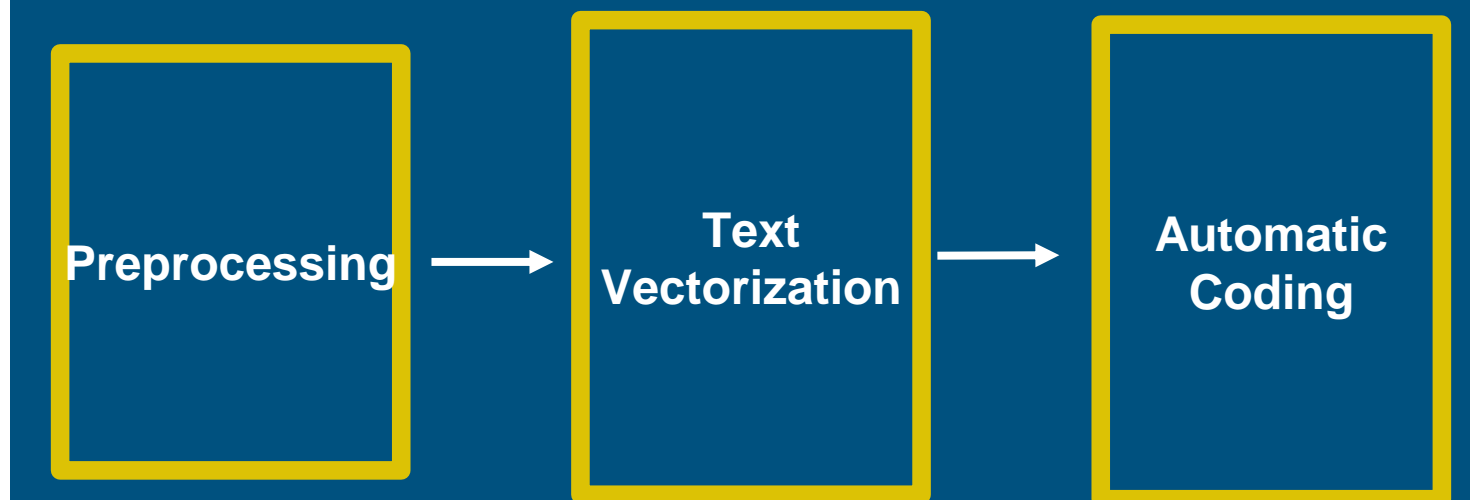 Preprocessing
Text
Vectorization
Automatic
Coding